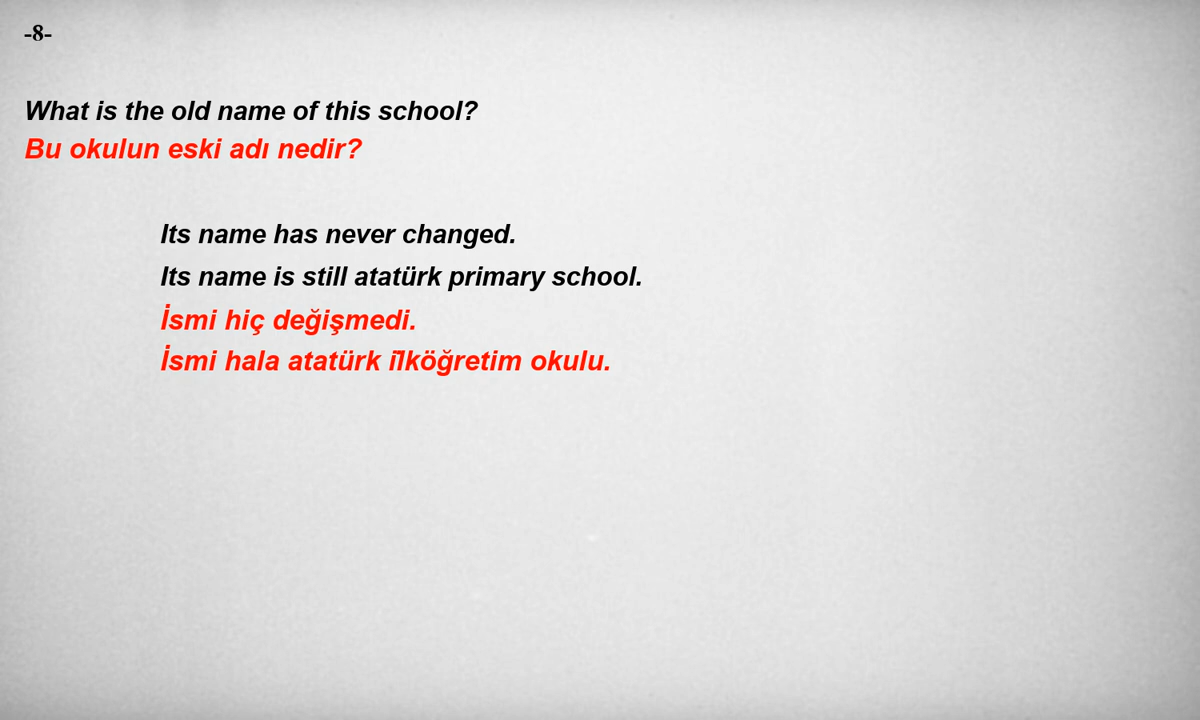 -8-
What is the old name of this school?
Bu okulun eski adı nedir?
Its name has never changed.
Its name is still atatürk primary school.
İsmi hiç değişmedi.
İsmi hala atatürk i̇lköğretim okulu.